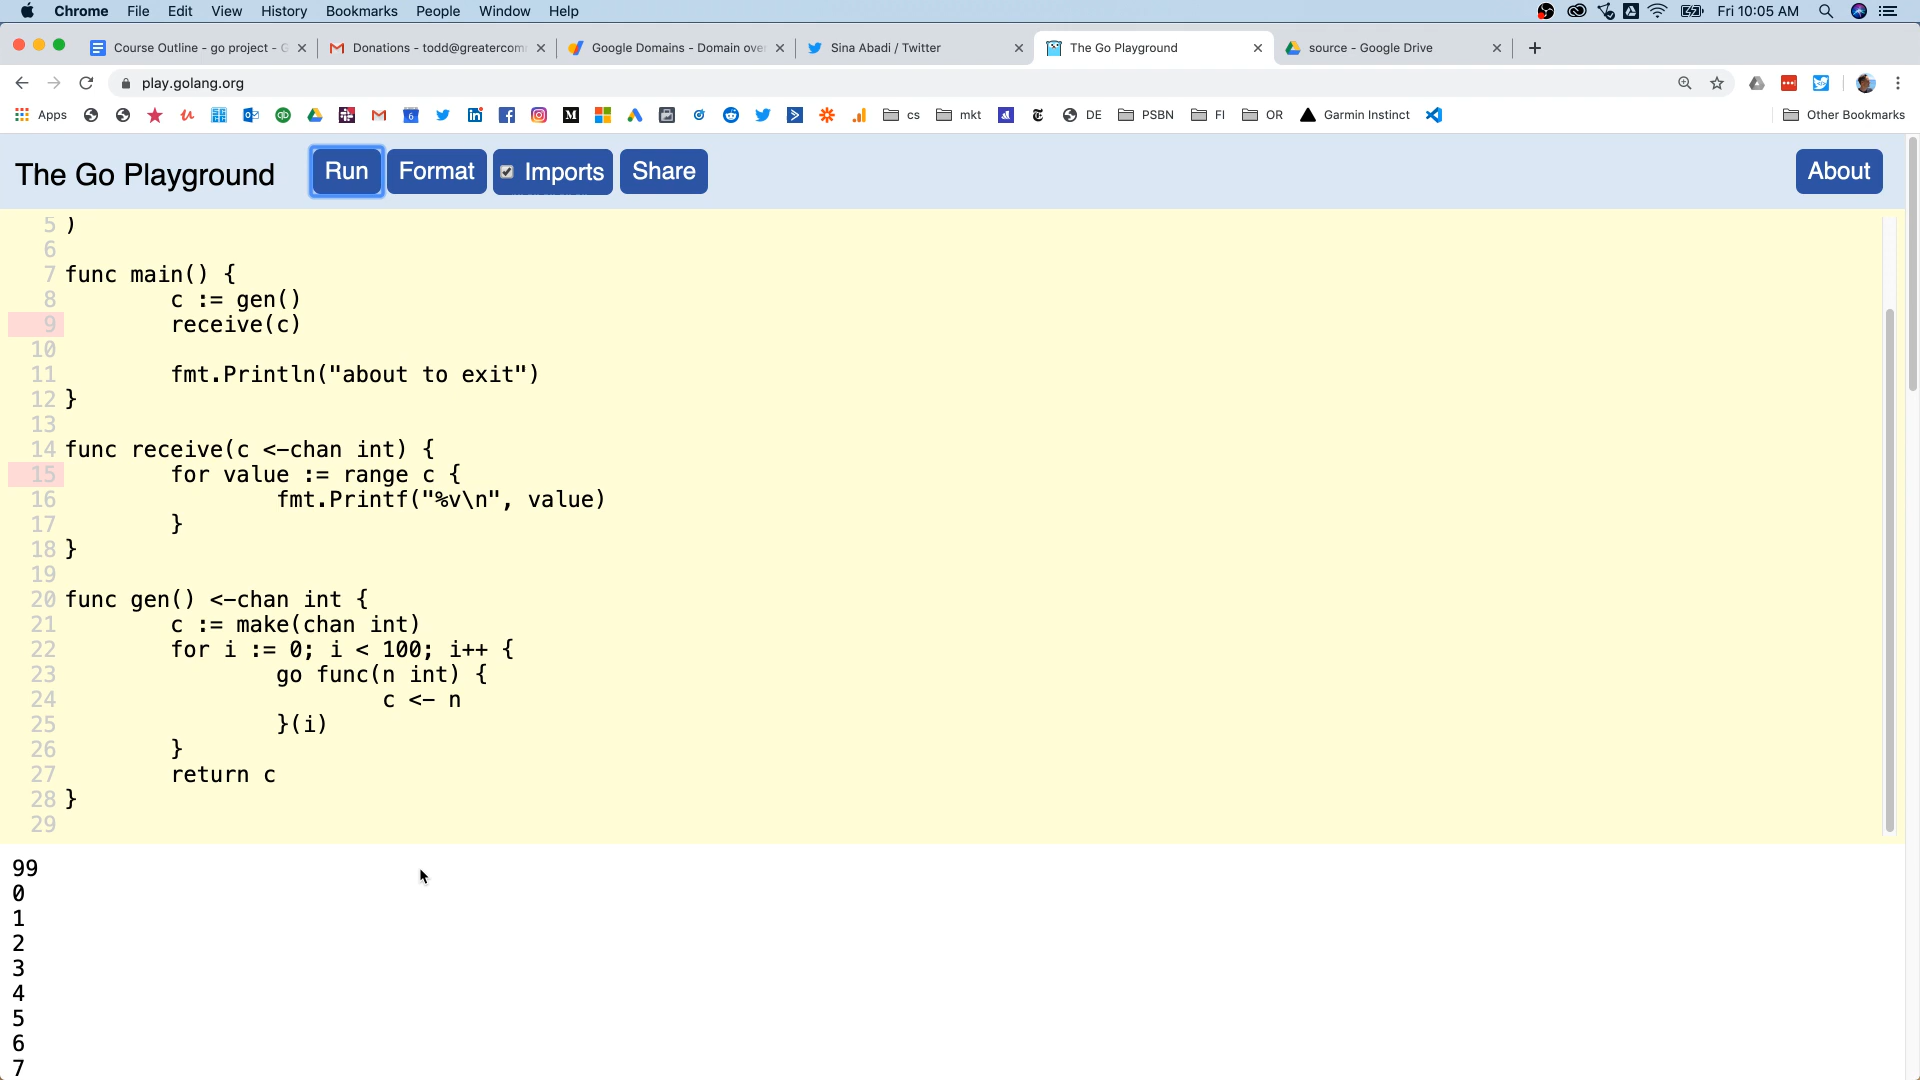 Chrome File Edit View History Bookmarks People Window Help Fri 10:05 AM
Course Outline - go project - G Donations - todd@greatercom Google Domains - Domain over Sina Abadi / Twitter The Go Playground source - Google Drive
play.golang.org
Apps cs mkt DE PSBN FI OR Garmin Instinct Other Bookmarks
The Go Playground Run Format Imports Share About
5 )
6
7 func main() {
8 c := gen()
9 receive(c)
10
11 fmt.Println("about to exit")
12 }
13
14 func receive(c <-chan int) {
15 for value := range c {
16 fmt.Printf("%v\n", value)
17 }
18 }
19
20 func gen() <-chan int {
21 c := make(chan int)
22 for i := 0; i < 100; i++ {
23 go func(n int) {
24 c <- n
25 }(i)
26 }
27 return c
28 }
29
99
0
1
2
3
4
5
6
7